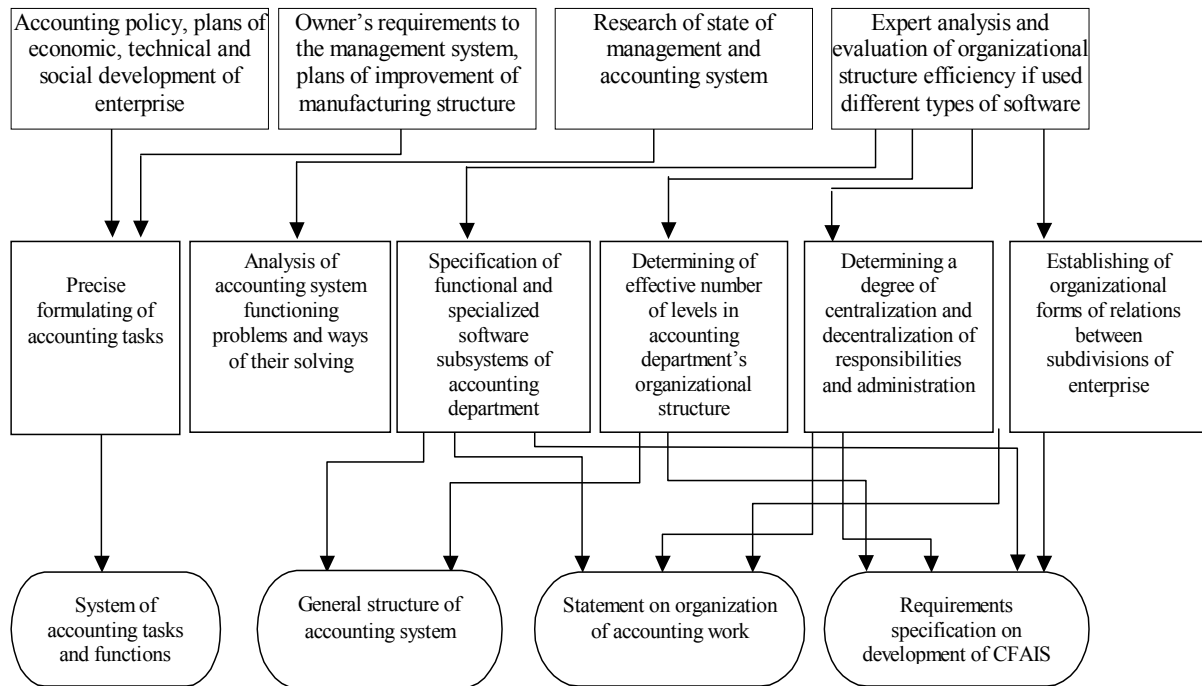 Accounting policy, plans of
economic, technical and
social development of
enterprise
Owner's requirements to
the management system,
plans of improvement of
manufacturing structure
Research of state of
management and
accounting system
Expert analysis and
evaluation of organizational
structure efficiency if used
different types of software
Precise
formulating of
accounting tasks
Analysis of
accounting system
functioning
problems and ways
of their solving
Specification of
functional and
specialized
software
subsystems of
accounting
department
Determining of
effective number
of levels in
accounting
department's
organizational
structure
Determining a
degree of
centralization and
decentralization of
responsibilities
and administration
Establishing of
organizational
forms of relations
between
subdivisions of
enterprise
System of
accounting tasks
and functions
General structure of
accounting system
Statement on organization
of accounting work
Requirements
specification on
development of CFAIS